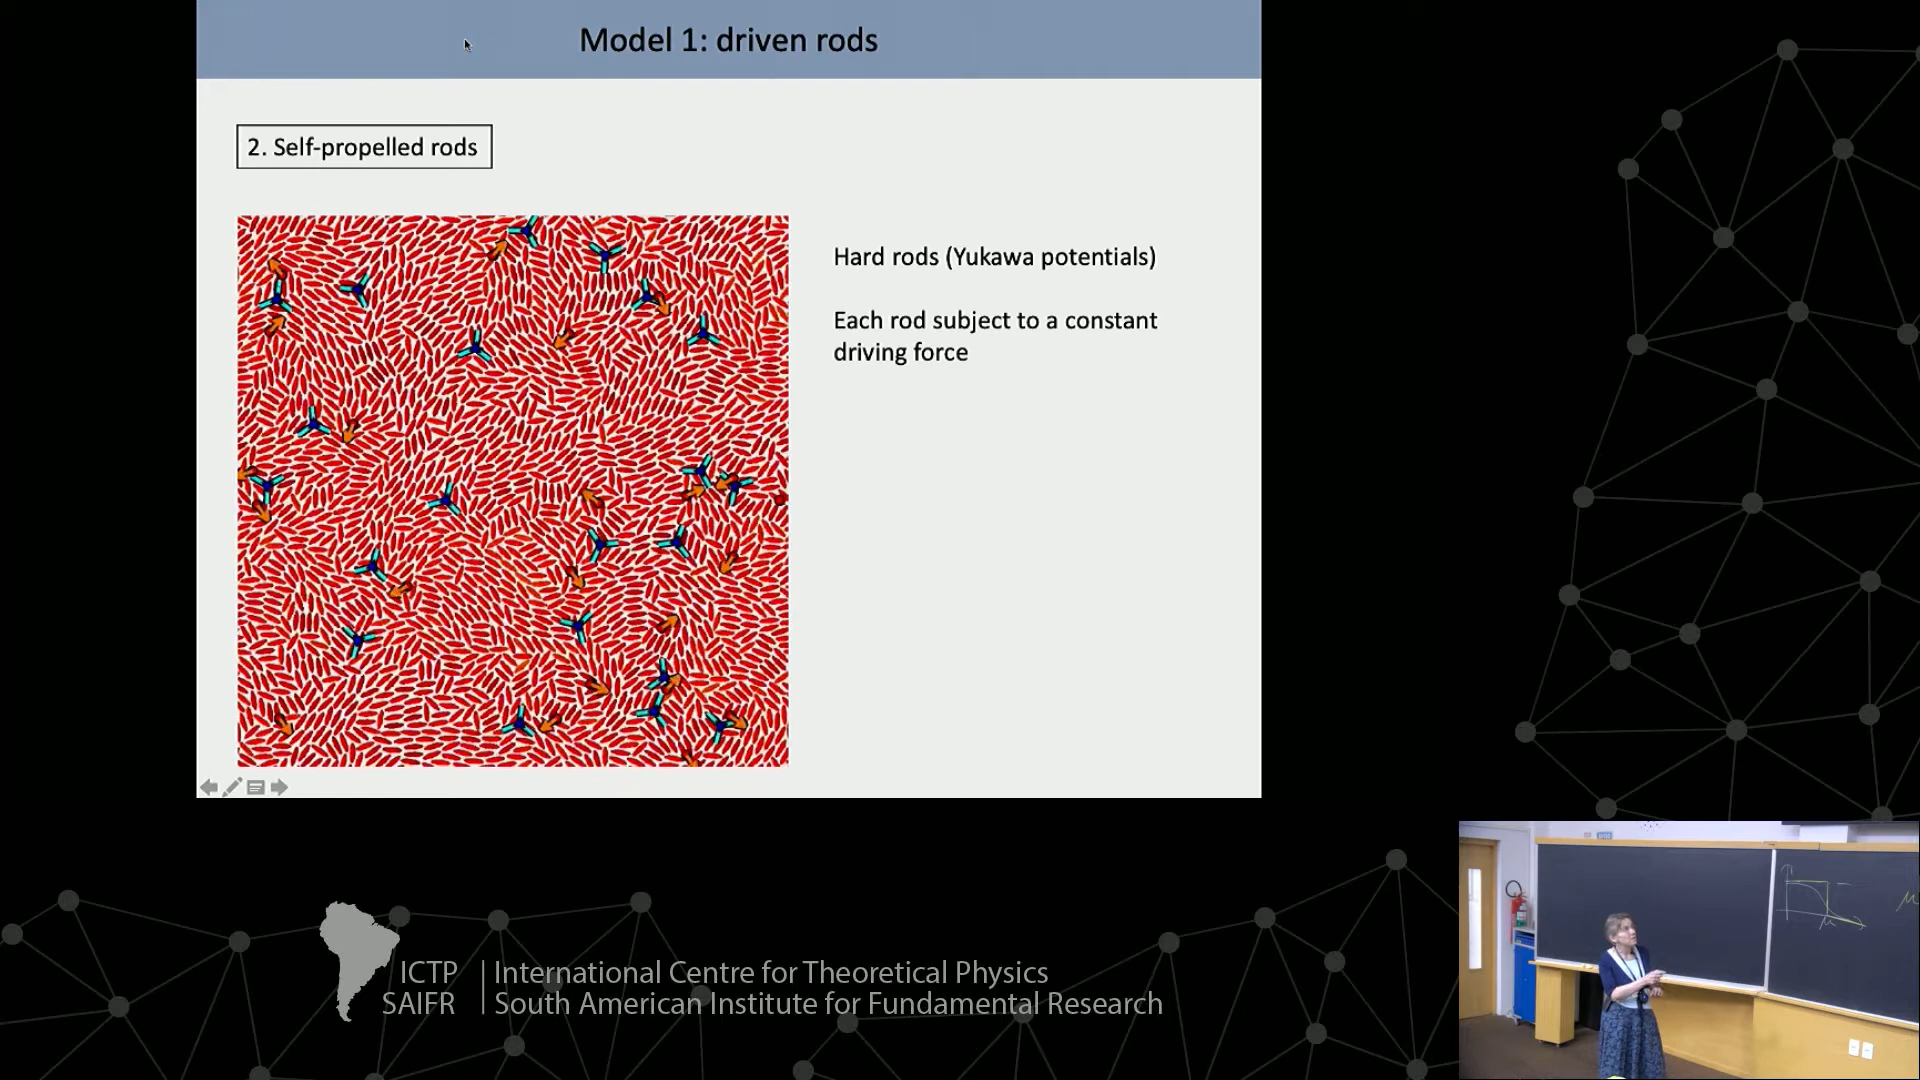 Model 1: driven rods
2. Self-propelled rods
Hard rods (Yukawa potentials)
Each rod subject to a constant
driving force
ICTP
SAIFR
International Centre for Theoretical Physics
South American Institute for Fundamental Research